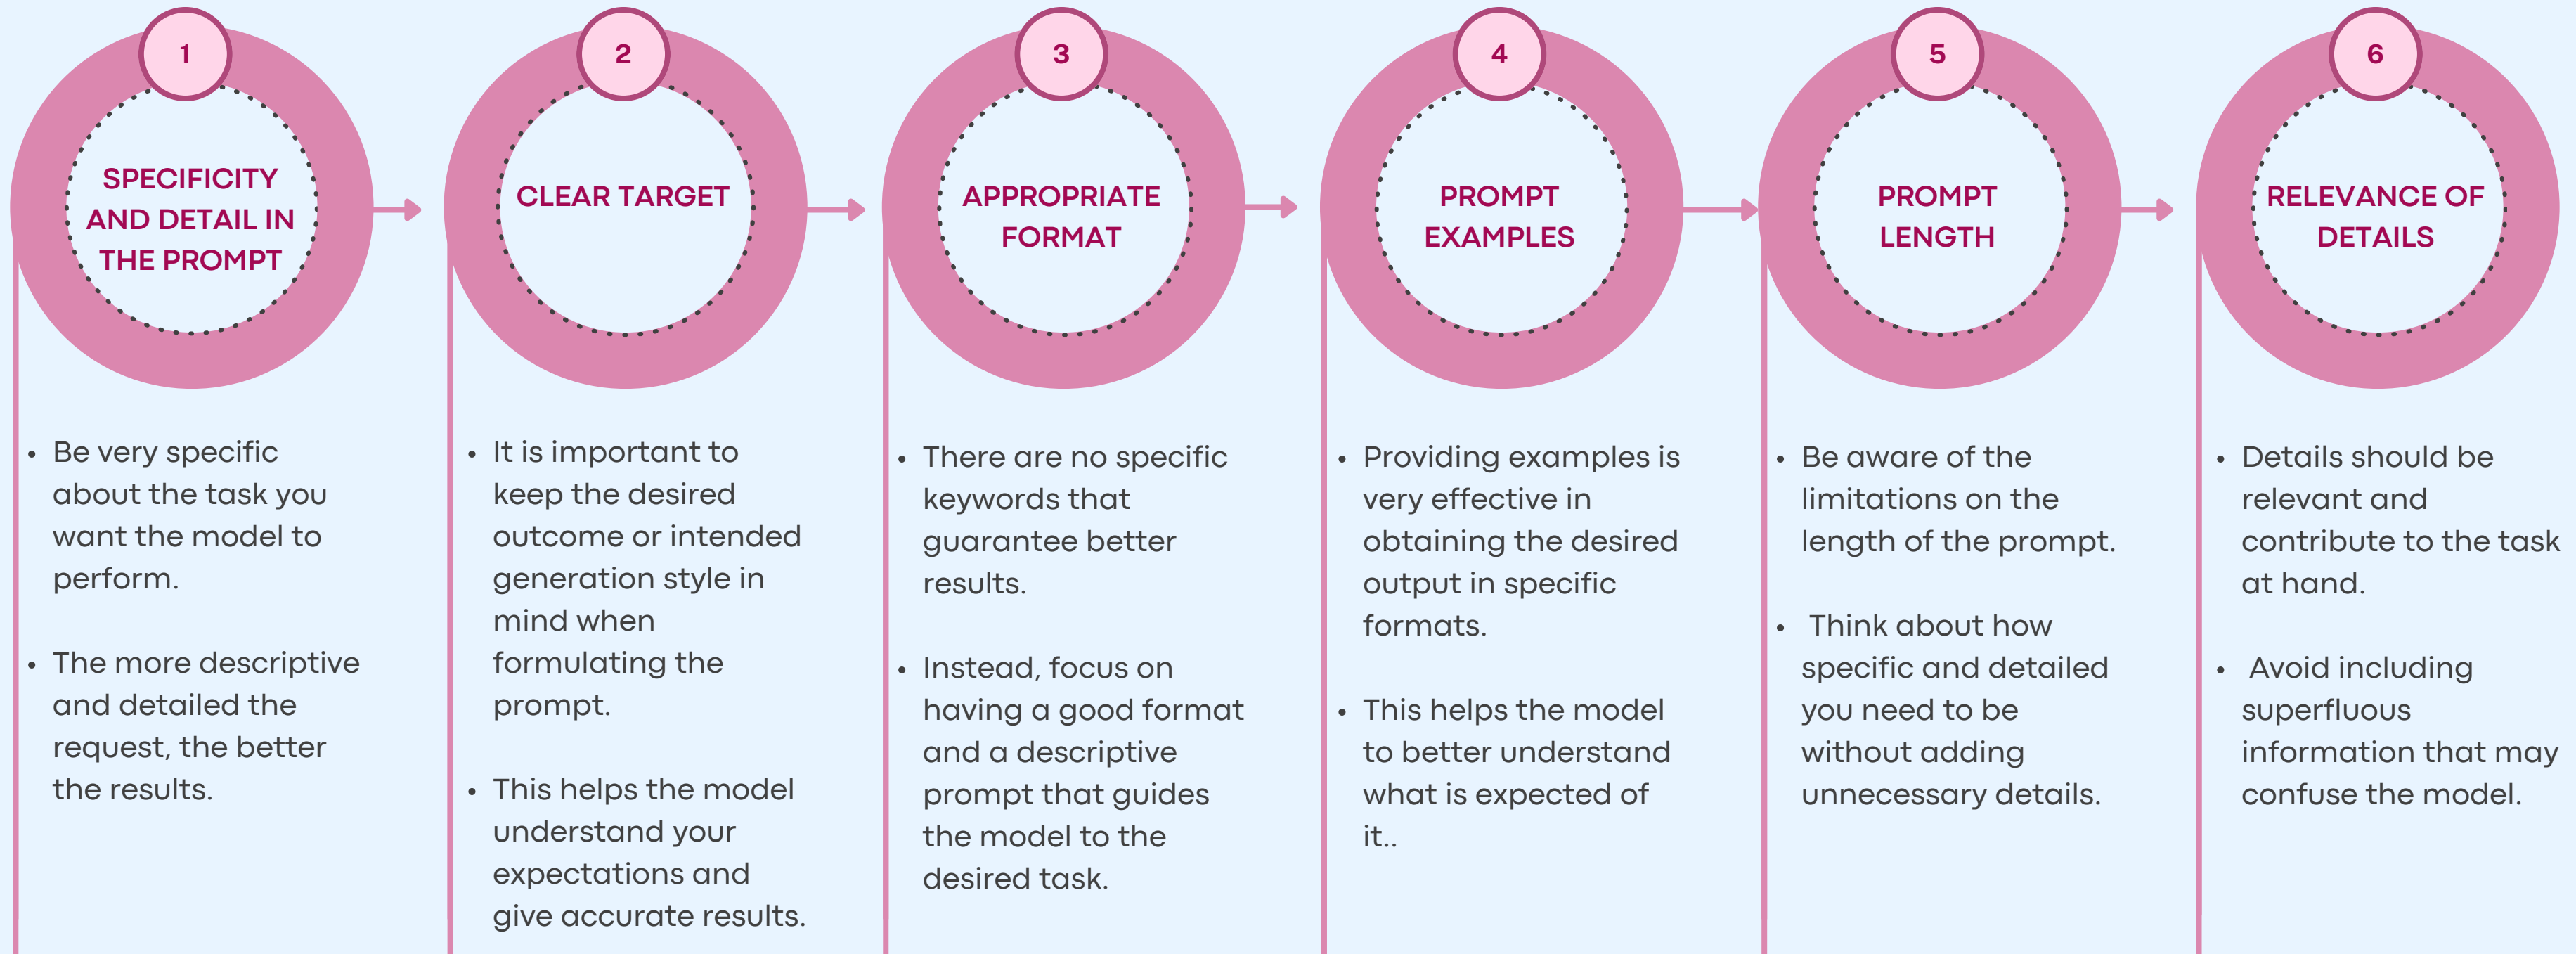 1
SPECIFICITY
AND DETAIL IN
THE PROMPT
• Be very specific
about the task you
want the model to
perform.
• The more descriptive
and detailed the
request, the better
the results.
2
CLEAR TARGET
• It is important to
keep the desired
outcome or intended
generation style in
mind when
formulating the
prompt.
• This helps the model
understand your
expectations and
give accurate results.
3
APPROPRIATE
FORMAT
• There are no specific
keywords that
guarantee better
results.
• Instead, focus on
having a good format
and a descriptive
prompt that guides
the model to the
desired task.
4
PROMPT
EXAMPLES
• Providing examples is
very effective in
obtaining the desired
output in specific
formats.
• This helps the model
to better understand
what is expected of
it..
5
PROMPT
LENGTH
• Be aware of the
limitations on the
length of the prompt.
• Think about how
specific and detailed
you need to be
without adding
unnecessary details.
6
RELEVANCE OF
DETAILS
• Details should be
relevant and
contribute to the task
at hand.
• Avoid including
superfluous
information that may
confuse the model.